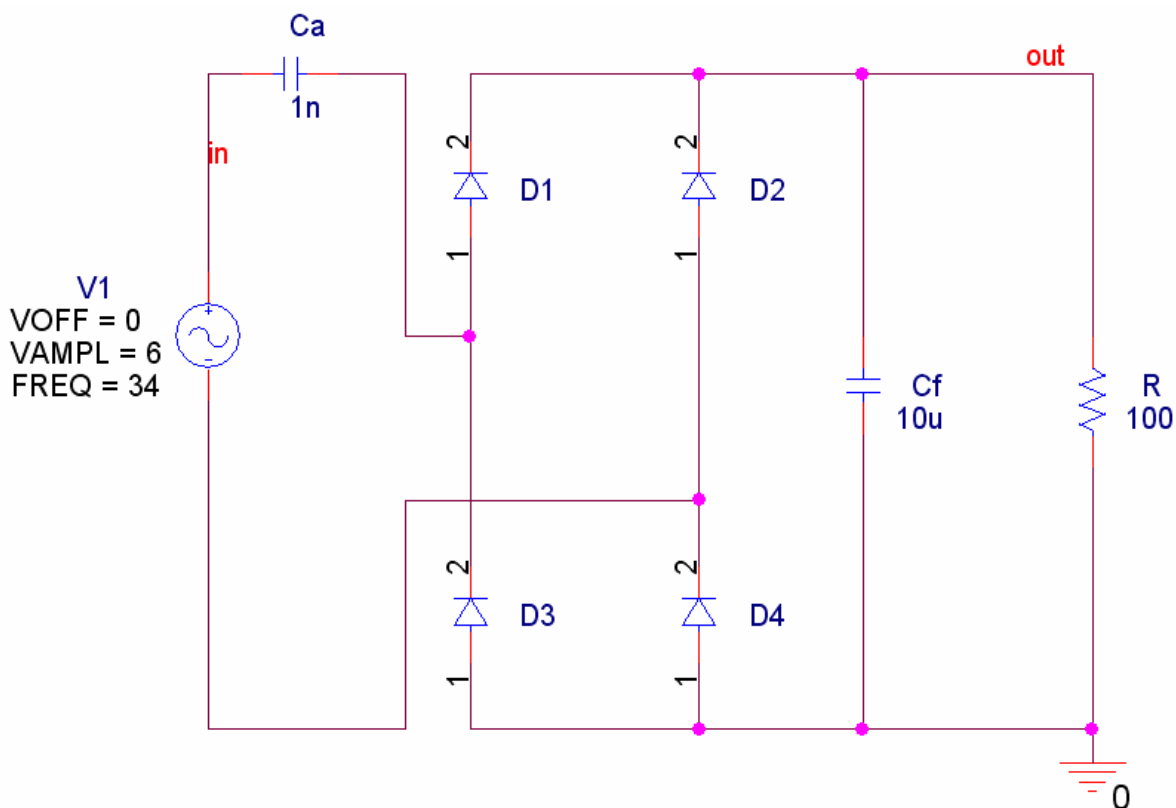 Ca
1n
out
in
2
D1
1
2
D2
1
V1
VOFF = 0
VAMPL = 6
FREQ = 34
Cf
10u
R
100
2
D3
1
2
D4
1
0